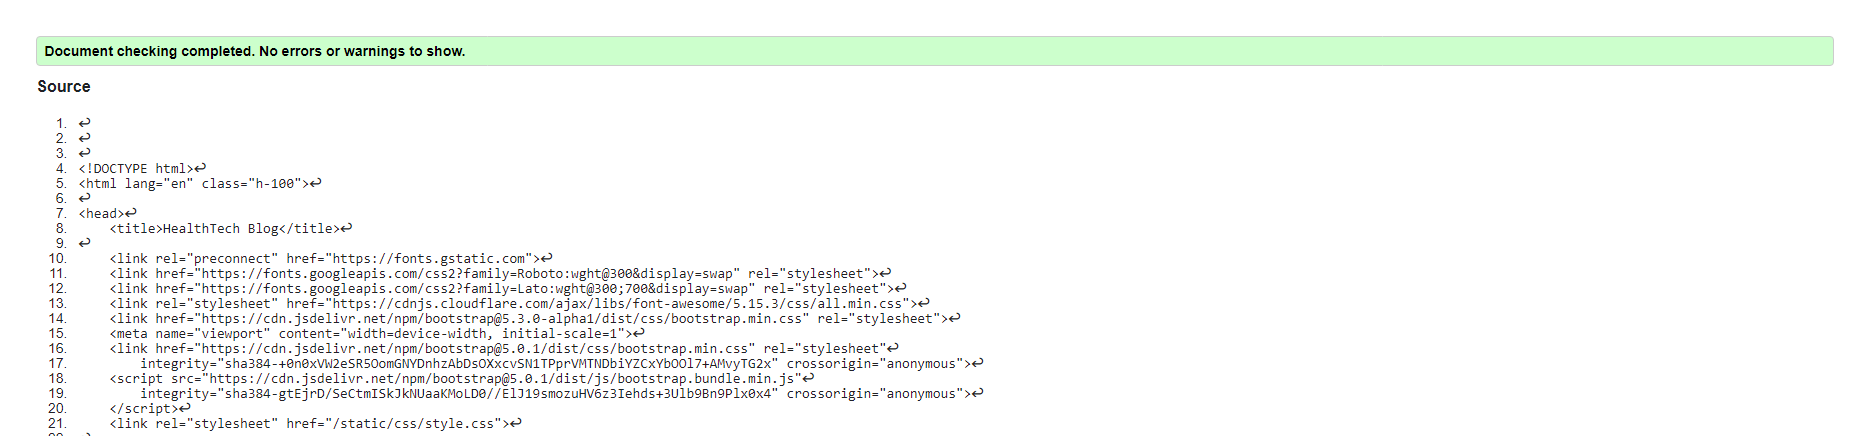 Document checking completed. No errors or warnings to show.
Source
1. ↩
2. ↩
3. ↩
4. <!DOCTYPE html>↩
5. <html lang="en" class="h-100">↩
6. ↩
7. <head>↩
8.     <title>HealthTech Blog</title>↩
9. ↩
10.     <link rel="preconnect" href="https://fonts.gstatic.com">↩
11.     <link href="https://fonts.googleapis.com/css2?family=Roboto:wght@300&display=swap" rel="stylesheet">↩
12.     <link href="https://fonts.googleapis.com/css2?family=Lato:wght@300;700&display=swap" rel="stylesheet">↩
13.     <link rel="stylesheet" href="https://cdnjs.cloudflare.com/ajax/libs/font-awesome/5.15.3/css/all.min.css">↩
14.     <link href="https://cdn.jsdelivr.net/npm/bootstrap@5.3.0-alpha1/dist/css/bootstrap.min.css" rel="stylesheet">↩
15.     <meta name="viewport" content="width=device-width, initial-scale=1">↩
16.     <link href="https://cdn.jsdelivr.net/npm/bootstrap@5.0.1/dist/css/bootstrap.min.css" rel="stylesheet"↩
17.         integrity="sha384-+0n0xVW2eSR5OomGNYDnhzAbDsOXxcvSN1TPprVMTNDbiYZCxYbOOl7+AMvyTG2x" crossorigin="anonymous">↩
18.     <script src="https://cdn.jsdelivr.net/npm/bootstrap@5.0.1/dist/js/bootstrap.bundle.min.js"↩
19.         integrity="sha384-gtEjrD/SeCtmISkJkNUaaKMoLD0//ElJ19smozuHV6z3Iehds+3Ulb9Bn9Plx0x4" crossorigin="anonymous">↩
20.     </script>↩
21.     <link rel="stylesheet" href="/static/css/style.css">↩